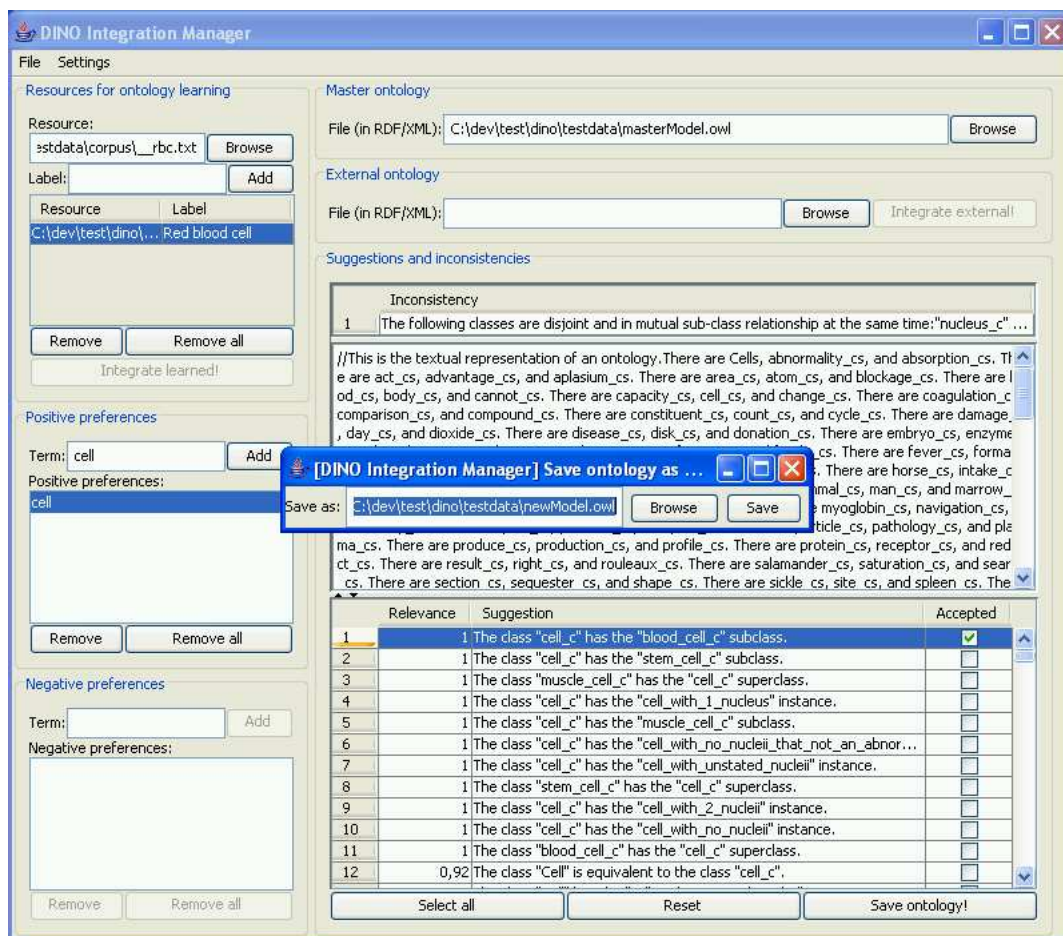 DINO Integration Manager
File Settings
Resources for ontology learning
Resource:
estdata\corpus\__rbc.txt Browse
Label: Add
Resource Label
C:\dev\test\dino\... Red blood cell
Remove Remove all
Integrate learned!
Positive preferences
Term: cell Add
Positive preferences:
cell
Remove Remove all
Negative preferences
Term: Add
Negative preferences:
Remove Remove all
Master ontology
File (in RDF/XML): C:\dev\test\dino\testdata\masterModel.owl Browse
External ontology
File (in RDF/XML): Browse Integrate external!
Suggestions and inconsistencies
Inconsistency
1 The following classes are disjoint and in mutual sub-class relationship at the same time:"nucleus_c" ...
//This is the textual representation of an ontology.There are Cells, abnormality_cs, and absorption_cs. Th
e are act_cs, advantage_cs, and aplasium_cs. There are area_cs, atom_cs, and blockage_cs. There are
od_cs, body_cs, and cannot_cs. There are capacity_cs, cell_cs, and change_cs. There are coagulation_c
comparison_cs, and compound_cs. There are constituent_cs, count_cs, and cycle_cs. There are damage_
, day_cs, and dioxide_cs. There are disease_cs, disk_cs, and donation_cs. There are embryo_cs, enzyme
_cs. There are fever_cs, forma
. There are horse_cs, intake_c
mal_cs, man_cs, and marrow_
myoglobin_cs, navigation_cs,
ticle_cs, pathology_cs, and pla
ma_cs. There are produce_cs, production_cs, and profile_cs. There are protein_cs, receptor_cs, and red
ct_cs. There are result_cs, right_cs, and rouleaux_cs. There are salamander_cs, saturation_cs, and sear
_cs. There are section_cs, sequester_cs, and shape_cs. There are sickle_cs, site_cs, and spleen_cs. The
[DINO Integration Manager] Save ontology as ...
Save as: C:\dev\test\dino\testdata\newModel.owl Browse Save
Relevance Suggestion Accepted
1 1 The class "cell_c" has the "blood_cell_c" subclass.
2 1 The class "cell_c" has the "stem_cell_c" subclass.
3 1 The class "muscle_cell_c" has the "cell_c" superclass.
4 1 The class "cell_c" has the "cell_with_1_nucleus" instance.
5 1 The class "cell_c" has the "muscle_cell_c" subclass.
6 1 The class "cell_c" has the "cell_with_no_nucleii_that_not_an_abnor...
7 1 The class "cell_c" has the "cell_with_unstated_nucleii" instance.
8 1 The class "stem_cell_c" has the "cell_c" superclass.
9 1 The class "cell_c" has the "cell_with_2_nucleii" instance.
10 1 The class "cell_c" has the "cell_with_no_nucleii" instance.
11 1 The class "blood_cell_c" has the "cell_c" superclass.
12 0,92 The class "Cell" is equivalent to the class "cell_c".
Select all Reset Save ontology!